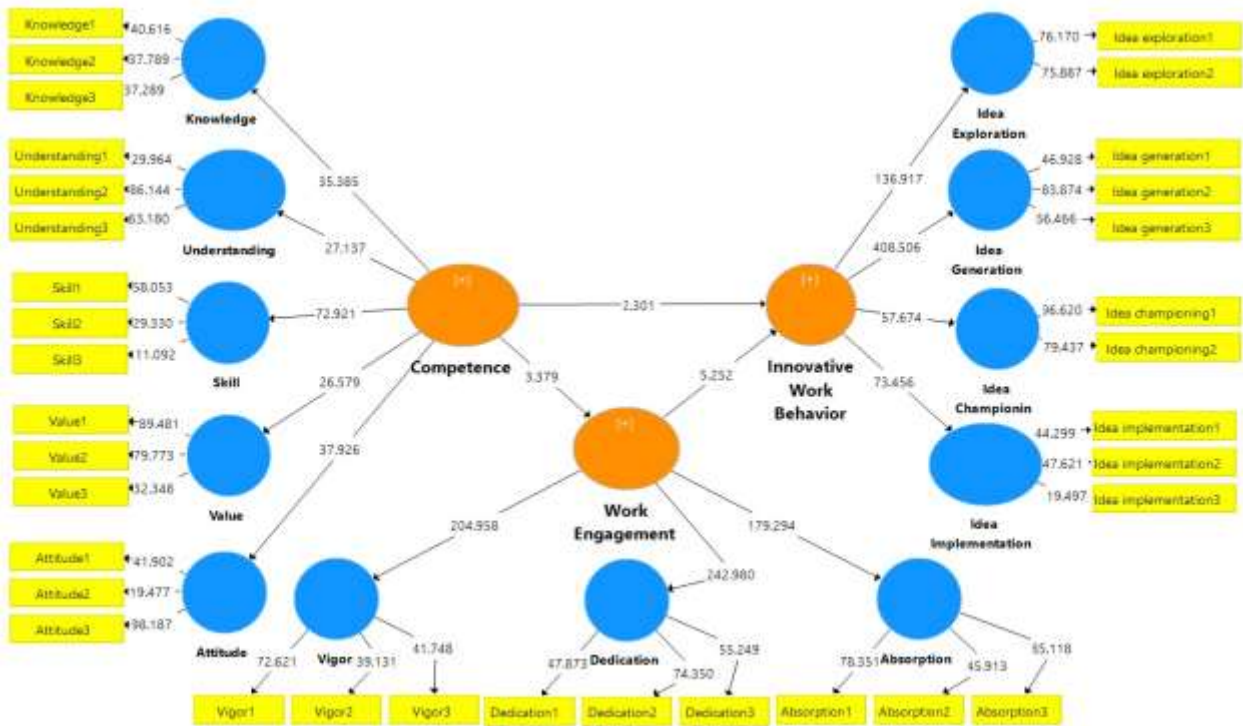 Knowledge1
Knowledge2
Knowledge3
40.616
37.789
37.289
Knowledge
Understanding1
Understanding2
Understanding3
29.964
86.144
63.180
Understanding
Skill1
Skill2
Skill3
58.053
29.330
11.092
Skill
Value1
Value2
Value3
89.481
79.773
32.348
Value
Attitude1
Attitude2
Attitude3
41.902
19.477
98.187
Attitude
35.385
27.137
72.921
26.579
37.926
[+]
Competence
2.301
3.379
5.252
[+]
Innovative
Work
Behavior
[+]
Work
Engagement
136.917
408.506
57.674
73.456
Idea
Exploration
76.170
75.887
Idea exploration1
Idea exploration2
Idea
Generation
46.928
83.874
56.466
Idea generation1
Idea generation2
Idea generation3
Idea
Championin
96.620
79.437
Idea championing1
Idea championing2
Idea
Implementation
44.299
47.621
19.497
Idea implementation1
Idea implementation2
Idea implementation3
204.958
242.980
179.294
Vigor
72.621
39.131
41.748
Vigor1
Vigor2
Vigor3
Dedication
47.873
74.350
55.249
Dedication1
Dedication2
Dedication3
Absorption
78.351
45.913
Absorption1
Absorption2
Absorption3